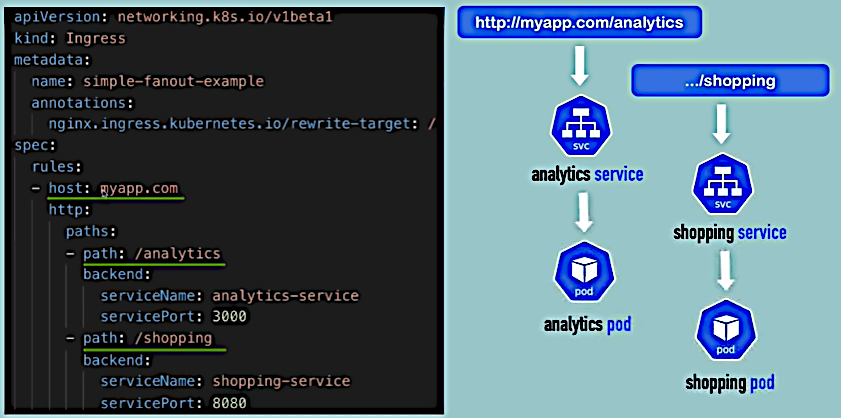 apiVersion: networking.k8s.io/v1beta1
kind: Ingress
metadata:
name: simple-fanout-example
annotations:
nginx.ingress.kubernetes.io/rewrite-target: /
spec:
rules:
- host: myapp.com
http:
paths:
- path: /analytics
backend:
serviceName: analytics-service
servicePort: 3000
- path: /shopping
backend:
serviceName: shopping-service
servicePort: 8080
http://myapp.com/analytics
svc
analytics service
pod
analytics pod
.../shopping
svc
shopping service
pod
shopping pod